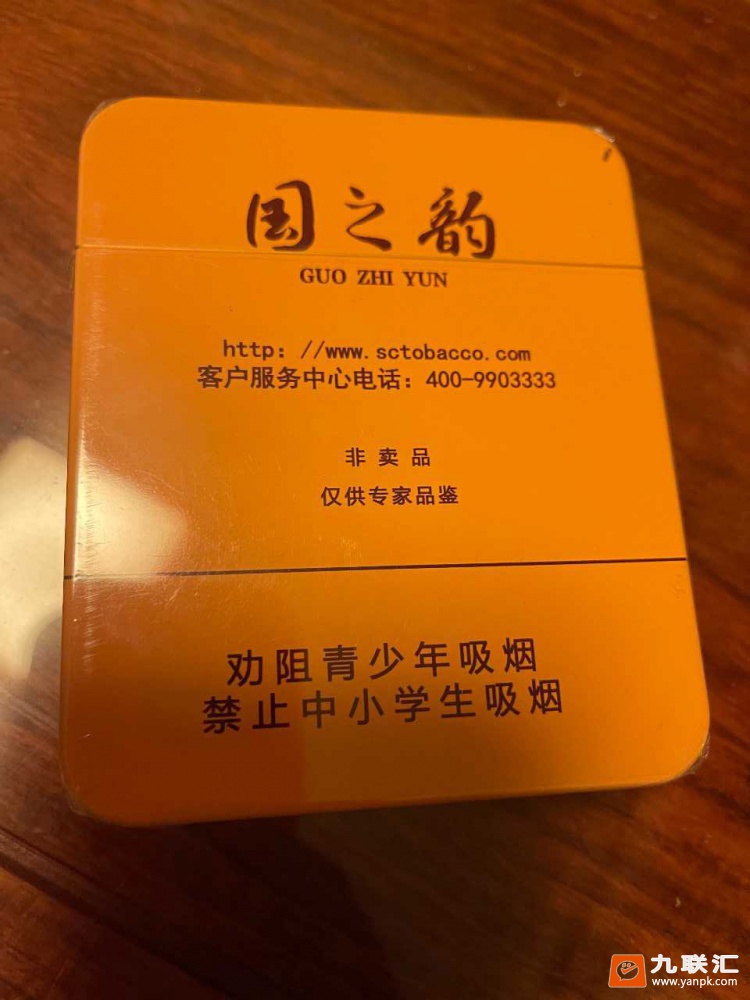 国之韵
GUO ZHI YUN
http: //www.sctobacco.com
客户服务中心电话: 400-9903333
非卖品
仅供专家品鉴
劝阻青少年吸烟
禁止中小学生吸烟
九联汇
www.yanpk.com